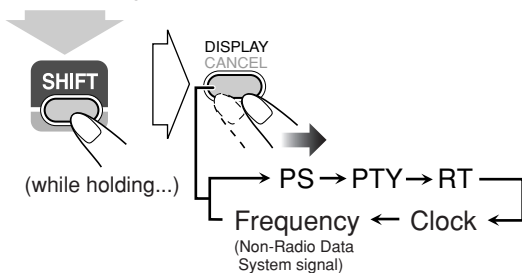 SHIFT
(while holding...)
DISPLAY
CANCEL
PS → PTY → RT
Frequency ← Clock
(Non-Radio Data
System signal)